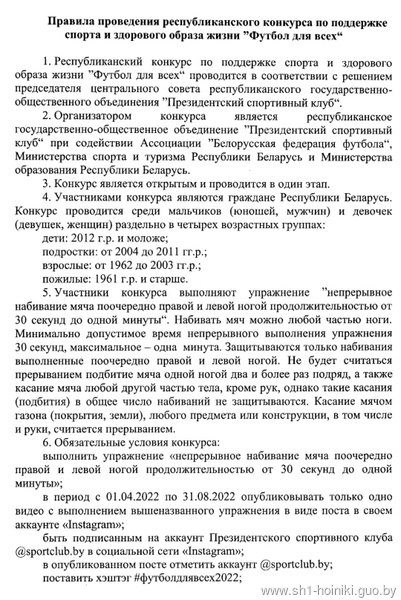 Правила проведения республиканского конкурса по поддержке
спорта и здорового образа жизни ”Футбол для всех“
1. Республиканский конкурс по поддержке спорта и здорового
образа жизни ”Футбол для всех“ проводится в соответствии с решением
председателя центрального совета республиканского государственно-
общественного объединения ”Президентский спортивный клуб“.
2. Организатором конкурса является республиканское
государственно-общественное объединение ”Президентский спортивный
клуб“ при содействии Ассоциации ”Белорусская федерация футбола“,
Министерства спорта и туризма Республики Беларусь и Министерства
образования Республики Беларусь.
3. Конкурс является открытым и проводится в один этап.
4. Участниками конкурса являются граждане Республики Беларусь.
Конкурс проводится среди мальчиков (юношей, мужчин) и девочек
(девушек, женщин) раздельно в четырех возрастных группах:
дети: 2012 г.р. и моложе;
подростки: от 2004 до 2011 гг.р.;
взрослые: от 1962 до 2003 гг.р.;
пожилые: 1961 г.р. и старше.
5. Участники конкурса выполняют упражнение ”непрерывное
набивание мяча поочередно правой и левой ногой продолжительностью от
30 секунд до одной минуты“. Набивать мяч можно любой частью ноги.
Минимально допустимое время непрерывного выполнения упражнения
30 секунд, максимальное – одна минута. Защитываются только набивания
выполненные поочередно правой и левой ногой. Не будет считаться
прерыванием подбитие мяча одной ногой два и более раз подряд, а также
касание мяча любой другой частью тела, кроме рук, однако такие касания
(подбития) в общее число набиваний не защитываются. Касание мячом
газона (покрытия, земли), любого предмета или конструкции, в том числе
и руки, считается прерыванием.
6. Обязательные условия конкурса:
выполнить упражнение «непрерывное набивание мяча поочередно
правой и левой ногой продолжительностью от 30 секунд до одной
минуты»;
в период с 01.04.2022 по 31.08.2022 опубликовывать только одно
видео с выполнением вышеназванного упражнения в виде поста в своем
аккаунте «Instagram»;
быть подписанным на аккаунт Президентского спортивного клуба
@sportclub.by в социальной сети «Instagram»;
в опубликованном посте отметить аккаунт @sportclub.by;
поставить хэштэг #футболдлявсех2022;
http://sh1-hoiniki.guo.by